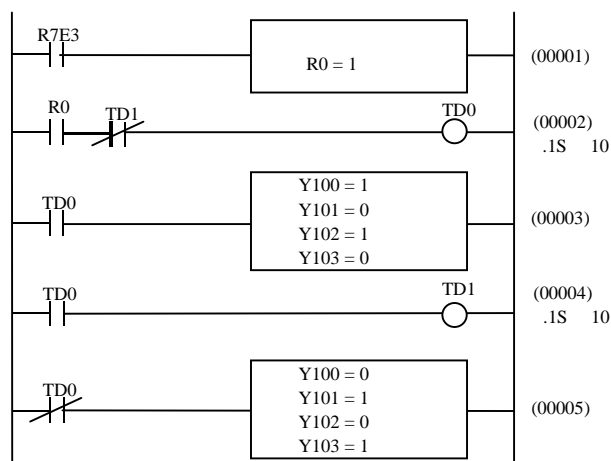 R7E3
R0 = 1
(00001)
R0
TD1
TD0
(00002)
.1S 10
TD0
Y100 = 1
Y101 = 0
Y102 = 1
Y103 = 0
(00003)
TD0
TD1
(00004)
.1S 10
TD0
Y100 = 0
Y101 = 1
Y102 = 0
Y103 = 1
(00005)